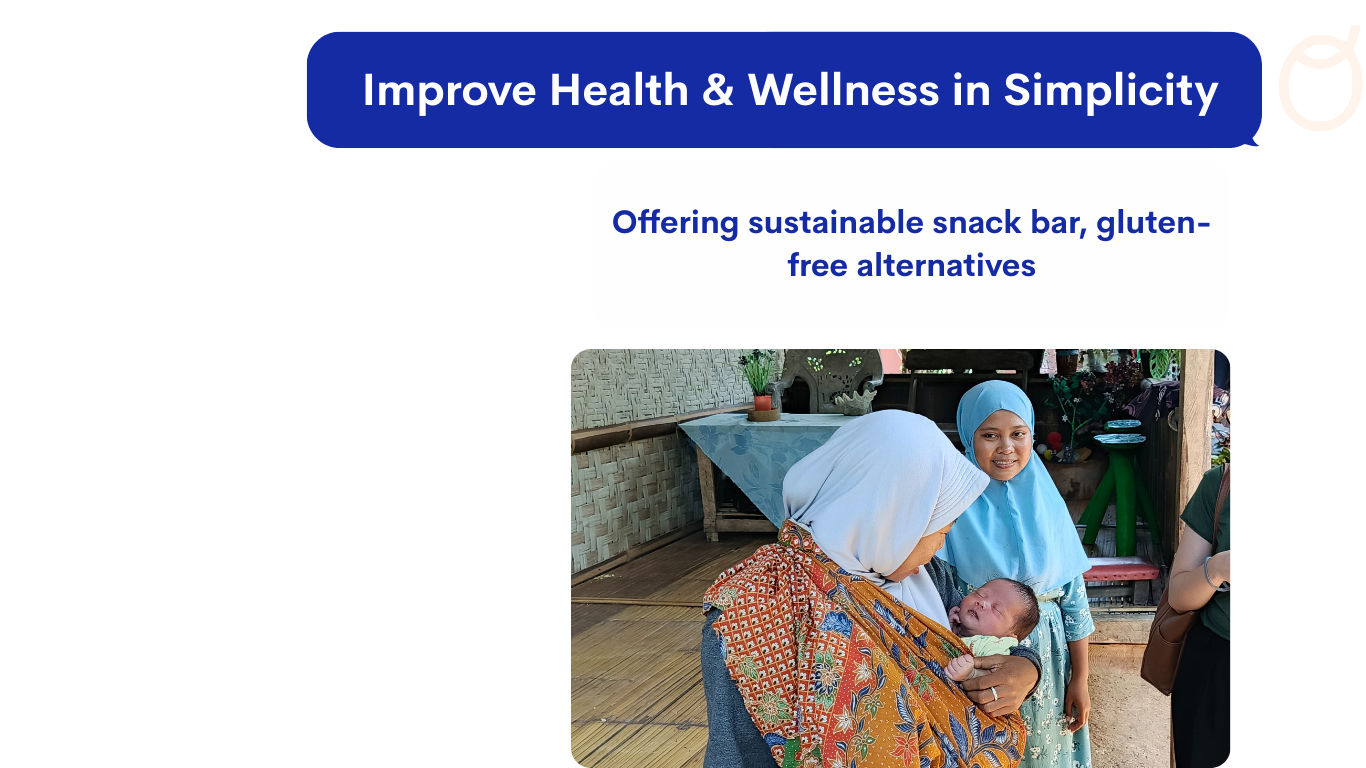 Improve Health & Wellness in Simplicity
Offering sustainable snack bar, gluten-
free alternatives